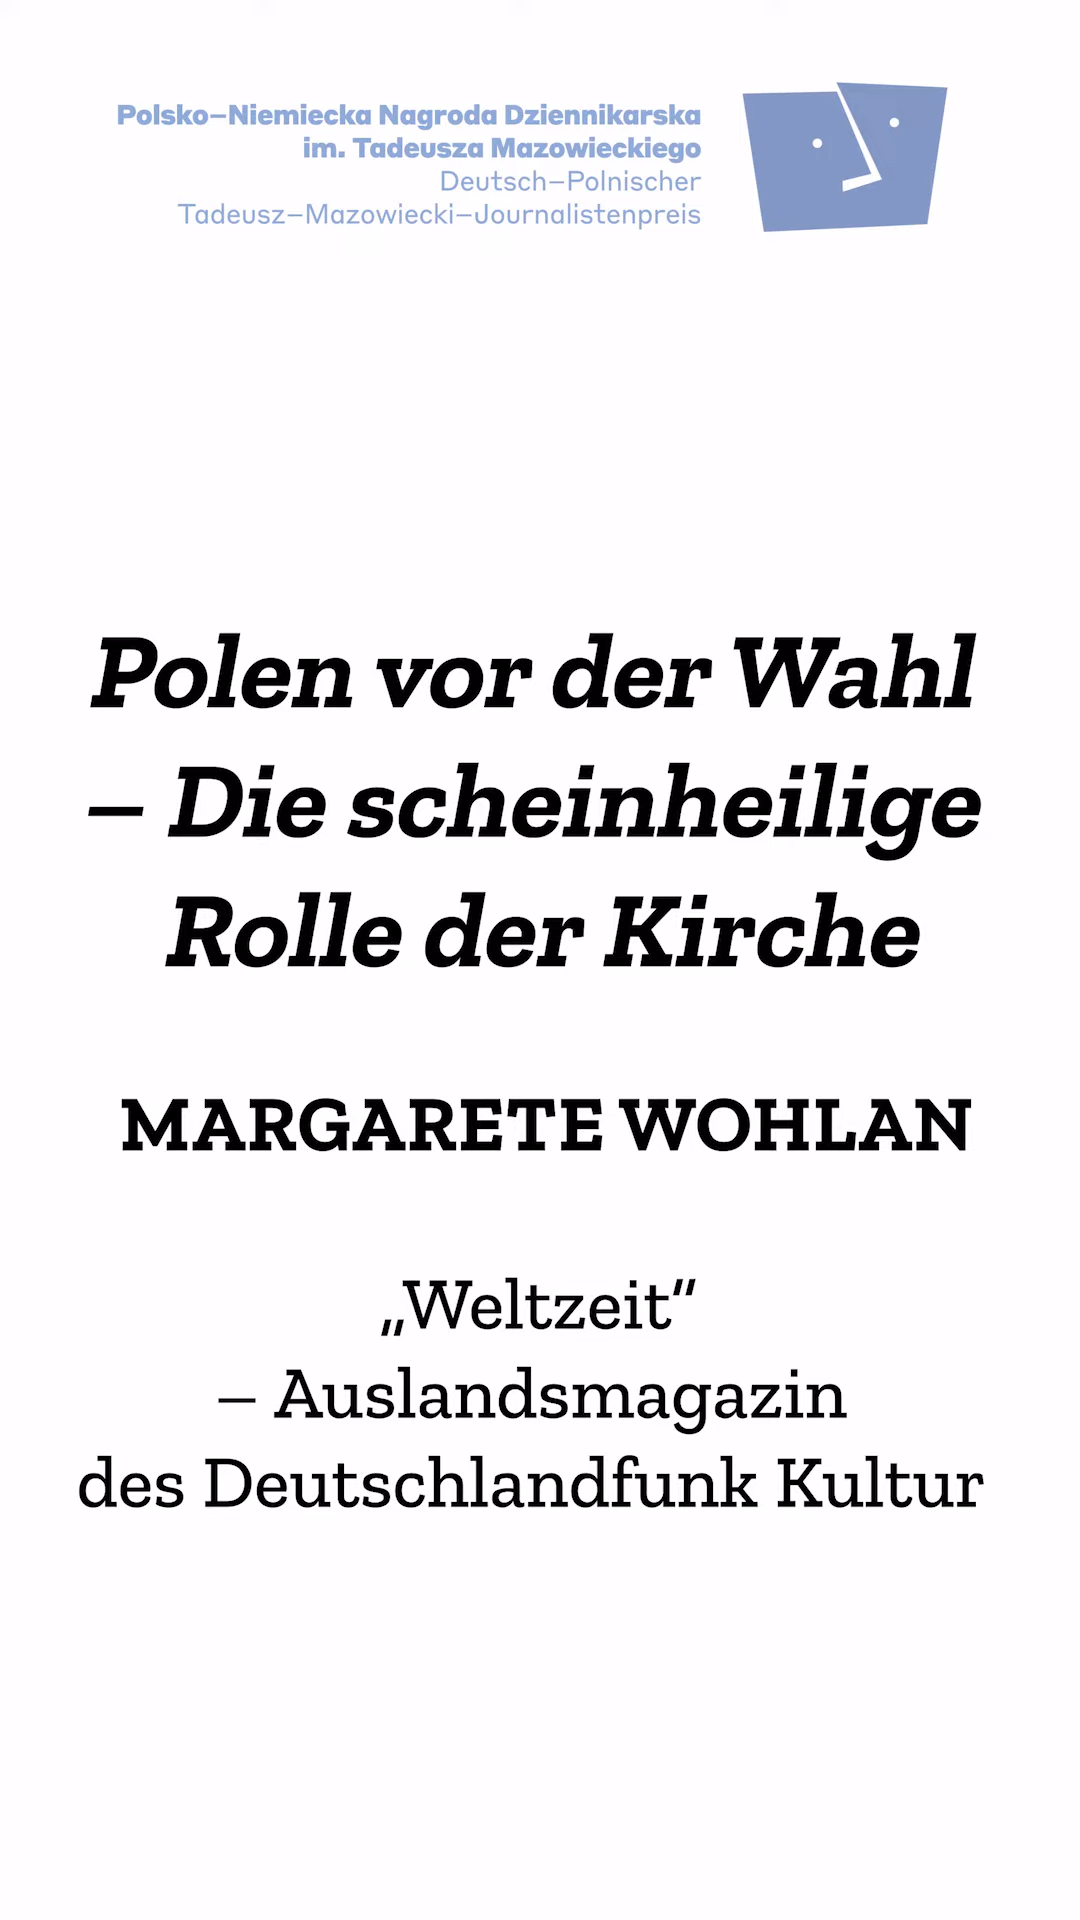 Polsko–Niemiecka Nagroda Dziennikarska
im. Tadeusza Mazowieckiego
Deutsch–Polnischer
Tadeusz–Mazowiecki–Journalistenpreis
Polen vor der Wahl
– Die scheinheilige
Rolle der Kirche
MARGARETE WOHLAN
„Weltzeit”
– Auslandsmagazin
des Deutschlandfunk Kultur